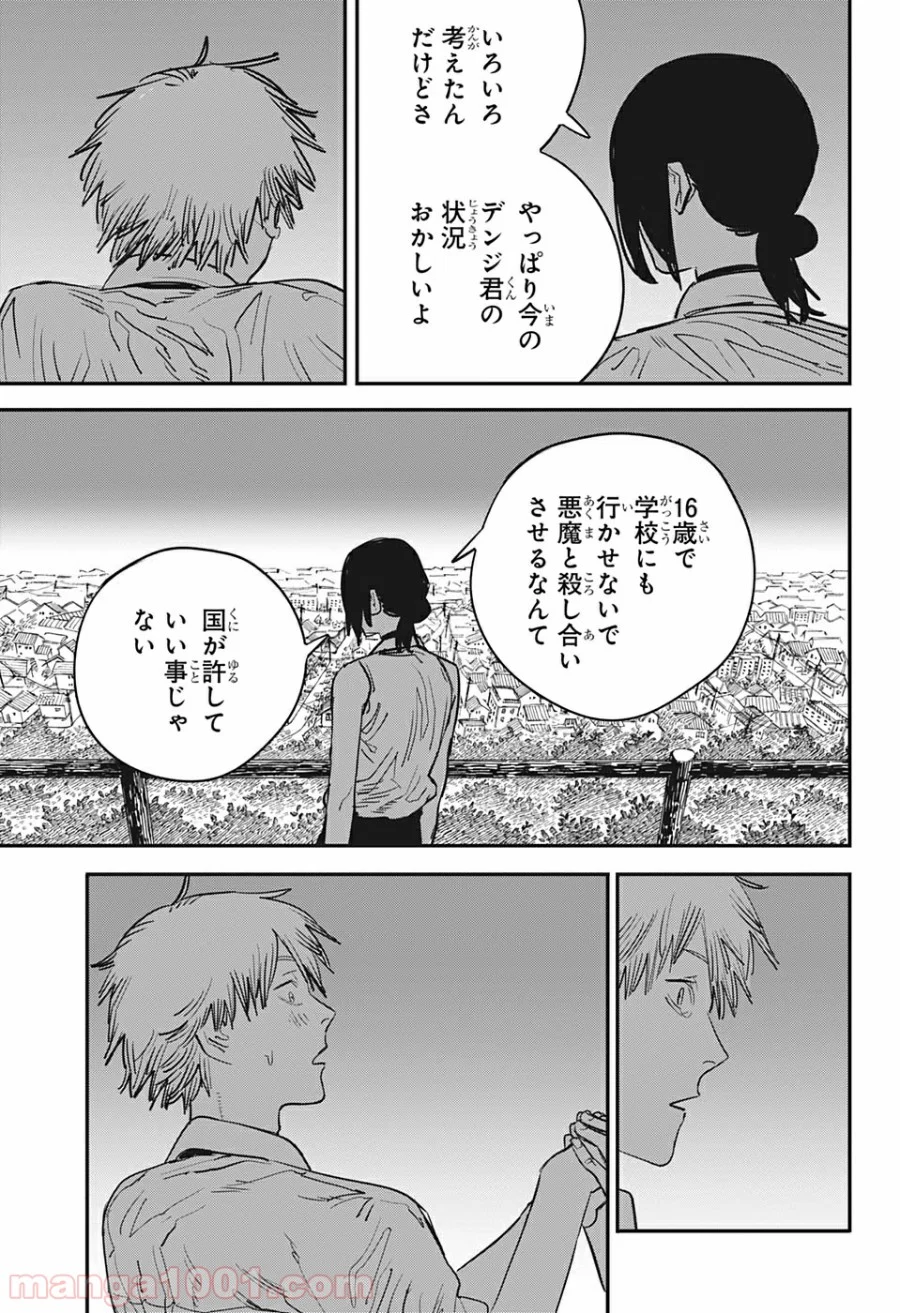 いろいろ
考えたん
だけどさ
やっぱり今の
デンジ君の
状況
おかしいよ
16歳で
学校にも
行かせないで
悪魔と殺し合い
させるなんて
国が許して
いい事じゃ
ない
manga1001.com